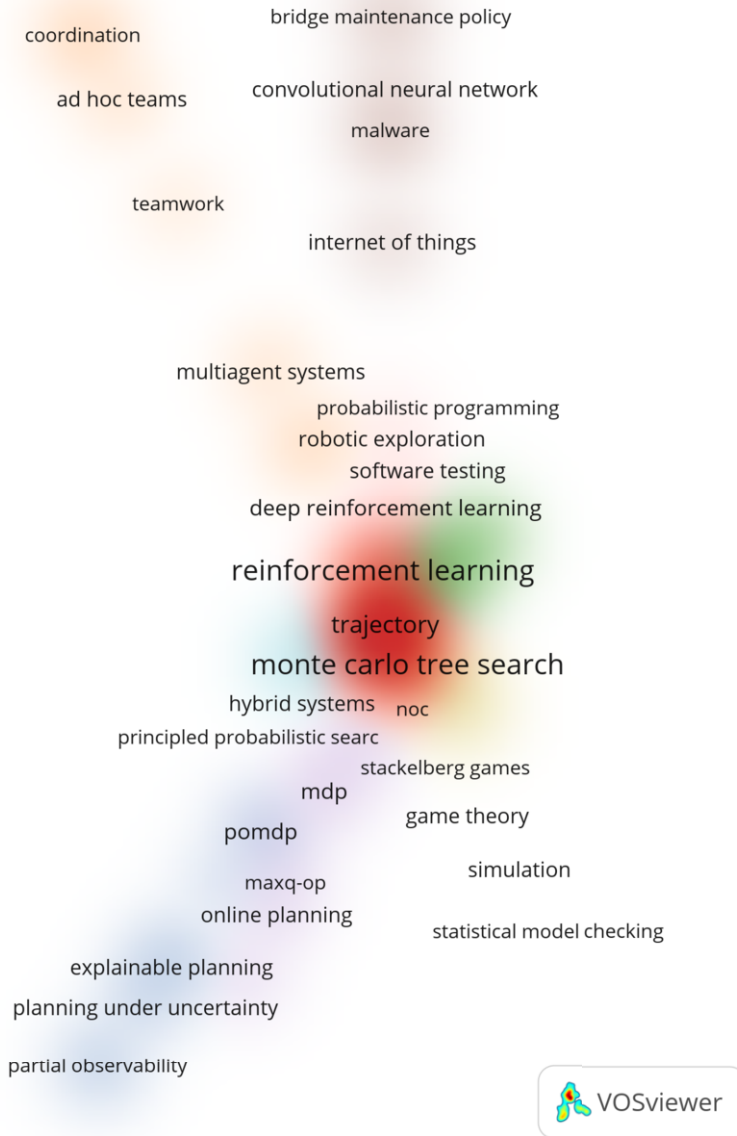 bridge maintenance policy
coordination
convolutional neural network
ad hoc teams
malware
teamwork
internet of things
multiagent systems
probabilistic programming
robotic exploration
software testing
deep reinforcement learning
reinforcement learning
trajectory
monte carlo tree search
hybrid systems
noc
principled probabilistic searc
stackelberg games
mdp
game theory
pomdp
simulation
maxq-op
online planning
statistical model checking
explainable planning
planning under uncertainty
partial observability
VOSviewer